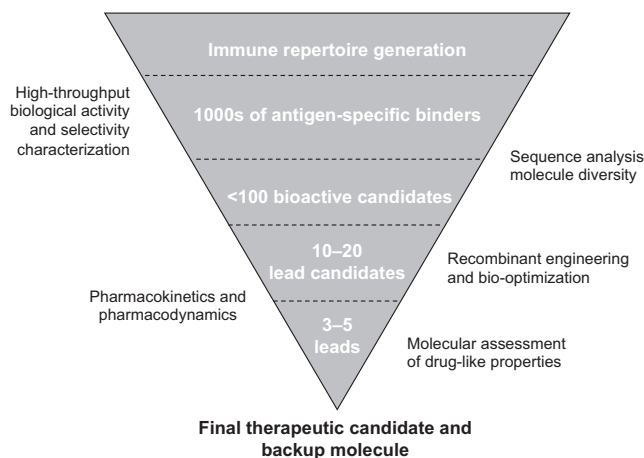 Immune repertoire generation
High-throughput
biological activity
and selectivity
characterization
1000s of antigen-specific binders
Sequence analysis
molecule diversity
<100 bioactive candidates
10–20
lead candidates
Recombinant engineering
and bio-optimization
Pharmacokinetics and
pharmacodynamics
3–5
leads
Molecular assessment
of drug-like properties
Final therapeutic candidate and
backup molecule